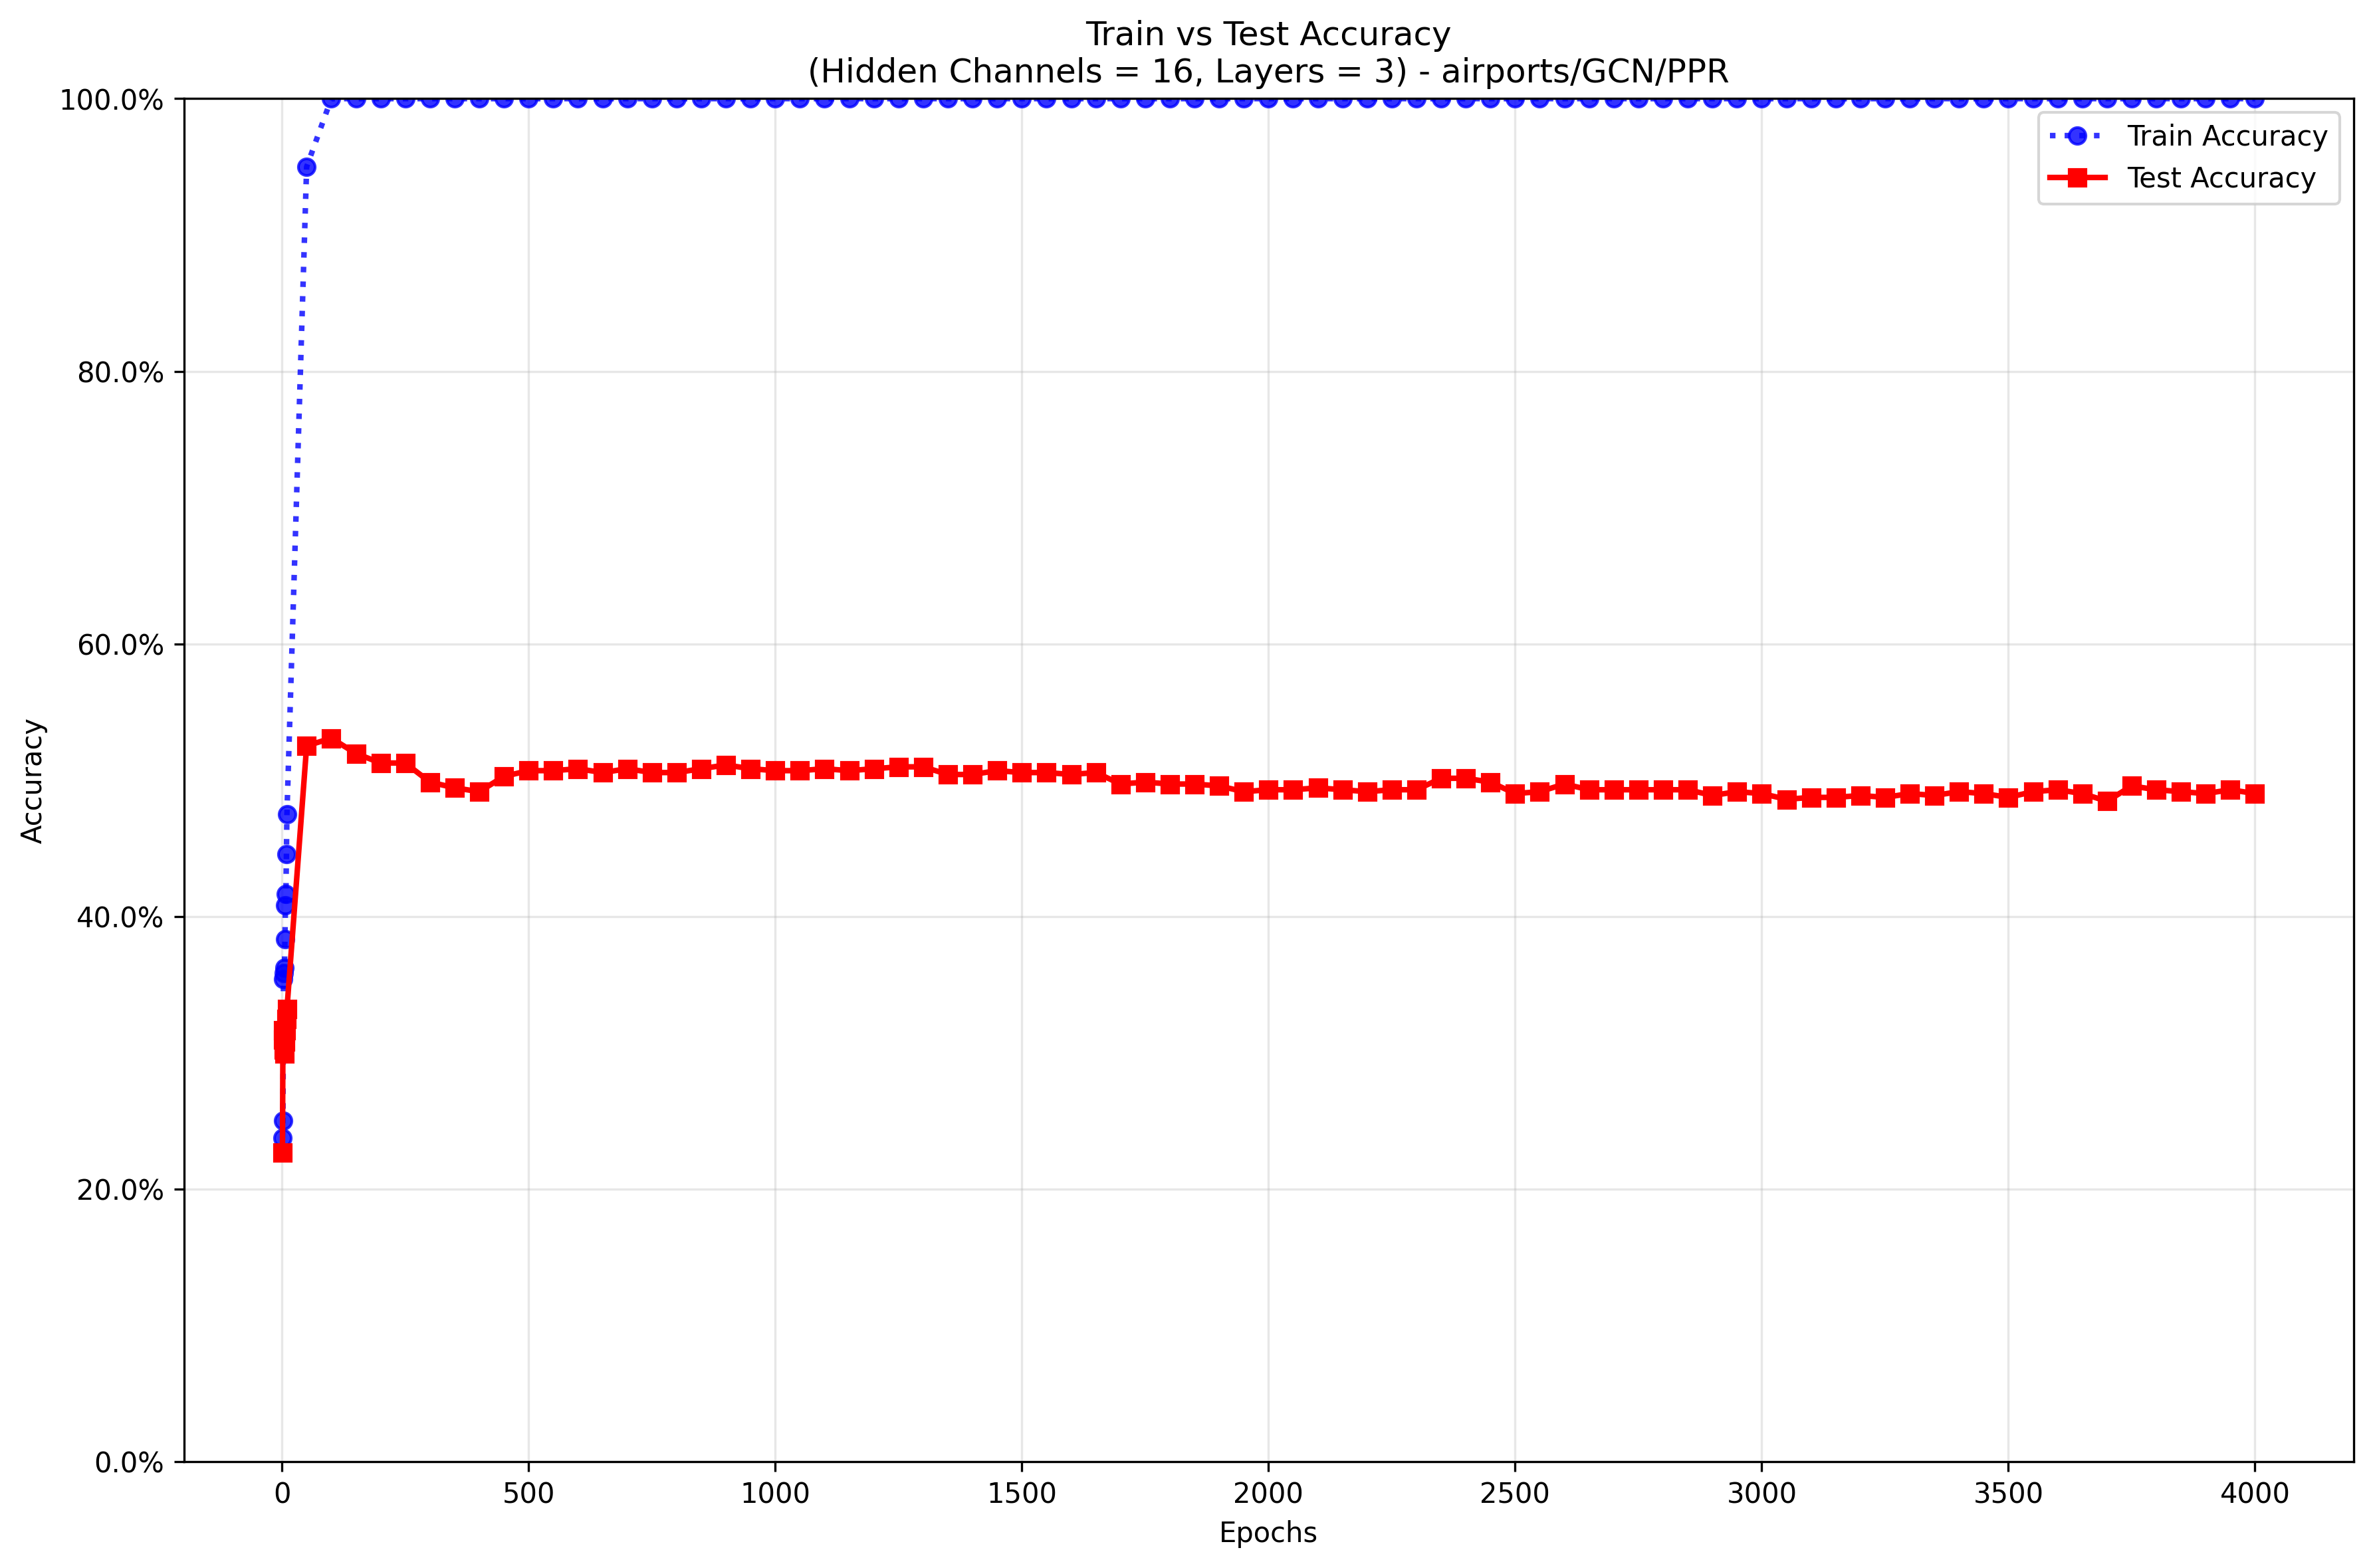 Train vs Test Accuracy
(Hidden Channels = 16, Layers = 3) - airports/GCN/PPR
100.0%
80.0%
60.0%
40.0%
20.0%
0.0%
Accuracy
Train Accuracy
Test Accuracy
0 500 1000 1500 2000 2500 3000 3500 4000
Epochs